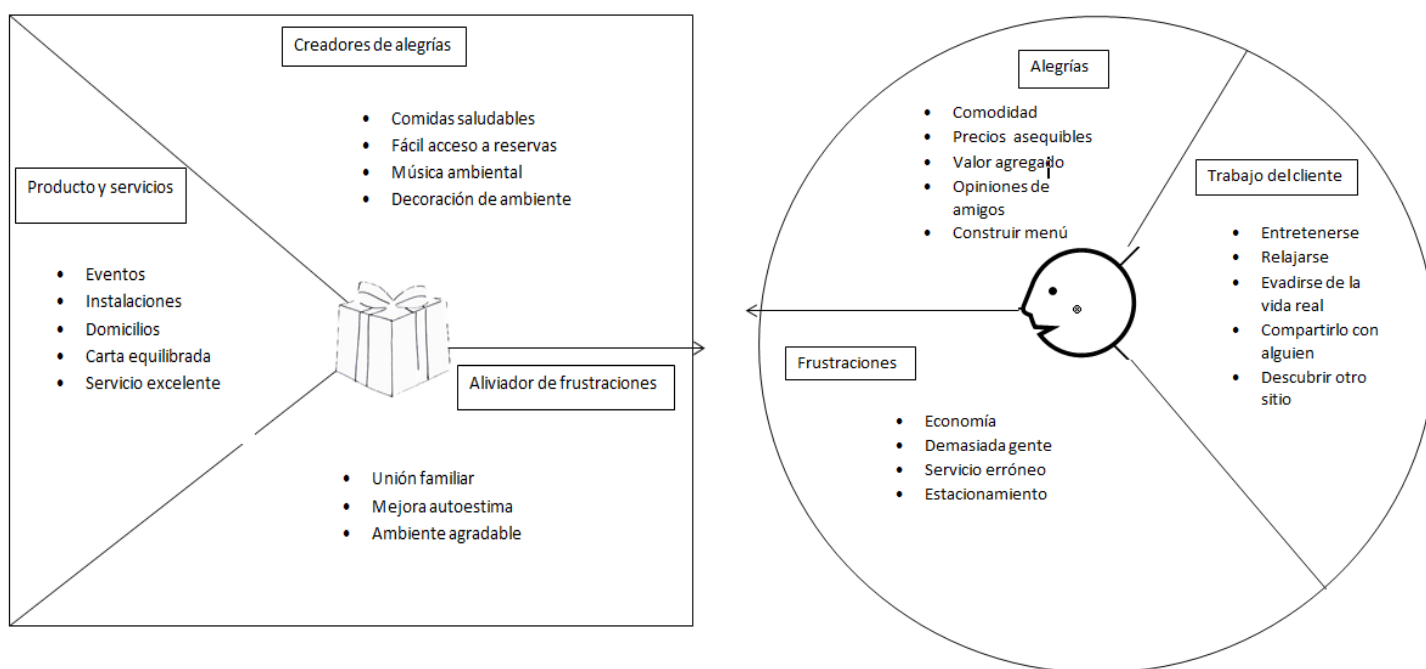 Creadores de alegrías
• Comidas saludables
• Fácil acceso a reservas
• Música ambiental
• Decoración de ambiente
Producto y servicios
• Eventos
• Instalaciones
• Domicilios
• Carta equilibrada
• Servicio excelente
Aliviador de frustraciones
• Unión familiar
• Mejora autoestima
• Ambiente agradable
Alegrías
• Comodidad
• Precios asequibles
• Valor agregado
• Opiniones de
amigos
• Construir menú
Trabajo del cliente
• Entretenerse
• Relajarse
• Evadirse de la
vida real
• Compartirlo con
alguien
• Descubrir otro
sitio
Frustraciones
• Economía
• Demasiada gente
• Servicio erróneo
• Estacionamiento